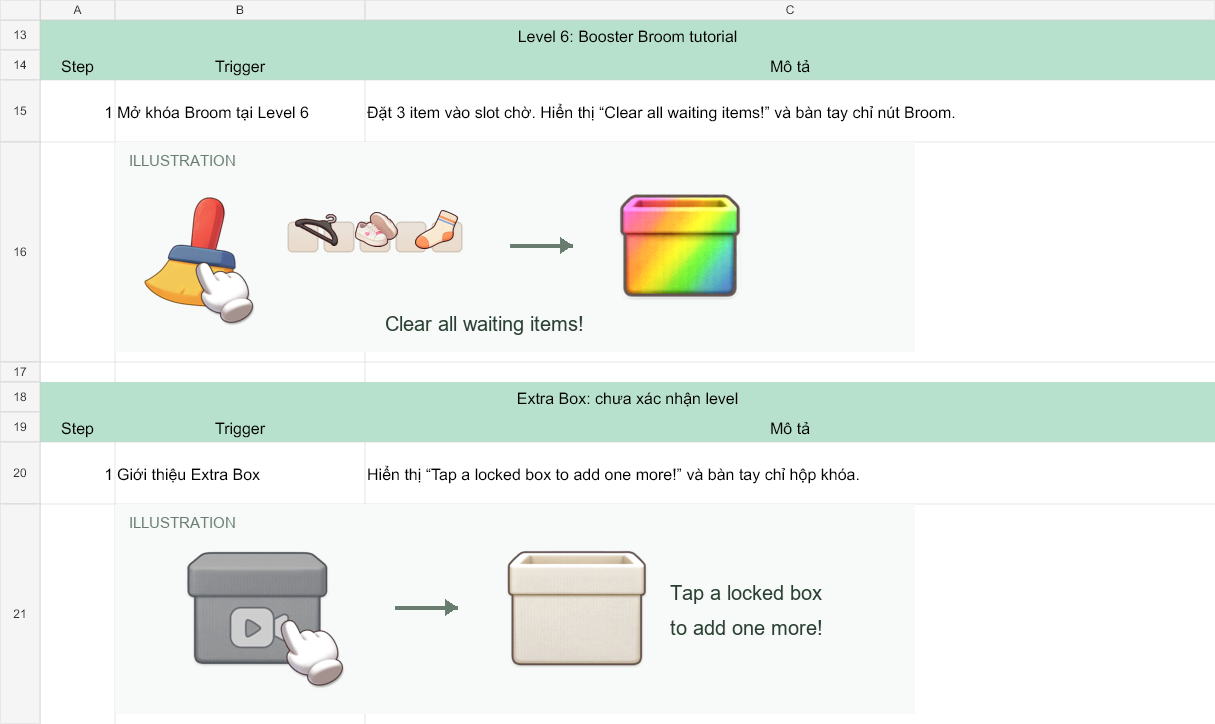 A B C
13 Level 6: Booster Broom tutorial
14 Step Trigger Mô tả
15 1 Mở khóa Broom tại Level 6 Đặt 3 item vào slot chờ. Hiển thị “Clear all waiting items!” và bàn tay chỉ nút Broom.
ILLUSTRATION
16
Clear all waiting items!
17
18 Extra Box: chưa xác nhận level
19 Step Trigger Mô tả
20 1 Giới thiệu Extra Box Hiển thị “Tap a locked box to add one more!” và bàn tay chỉ hộp khóa.
ILLUSTRATION
Tap a locked box
21
to add one more!